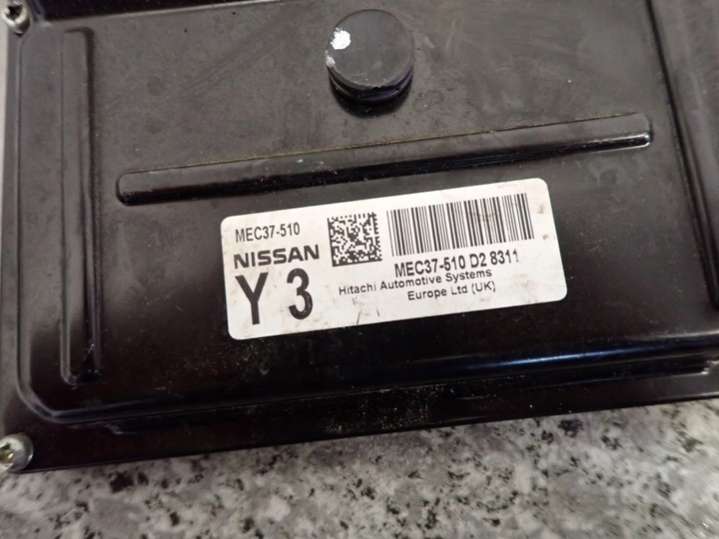 MEC37-510
NISSAN
Y 3
MEC37-510 D2 8311
Hitachi Automotive Systems
Europe Ltd (UK)